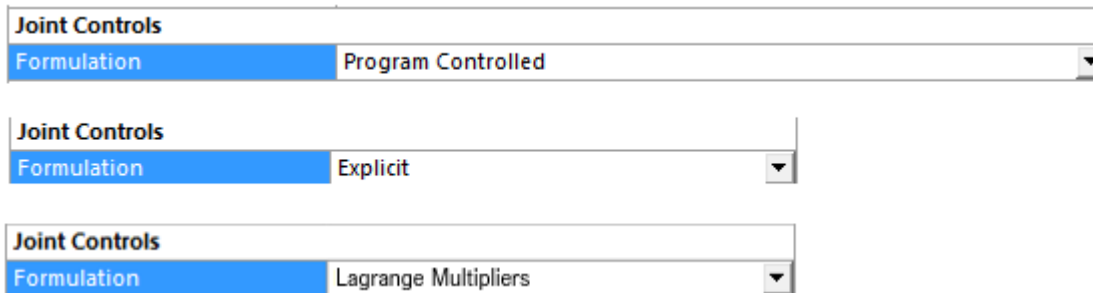 Joint Controls
Formulation Program Controlled
Joint Controls
Formulation Explicit
Joint Controls
Formulation Lagrange Multipliers